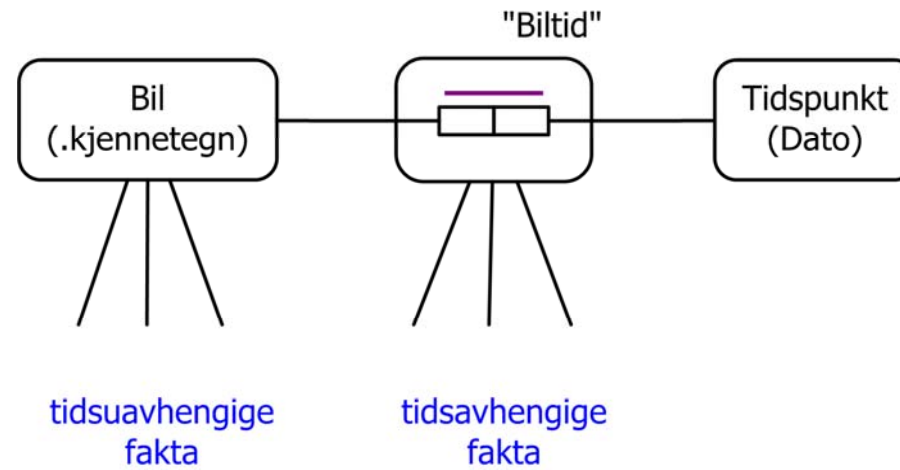 "Biltid"
Bil
(.kjennetegn)
Tidspunkt
(Dato)
tidsuavhengige
fakta
tidsavhengige
fakta